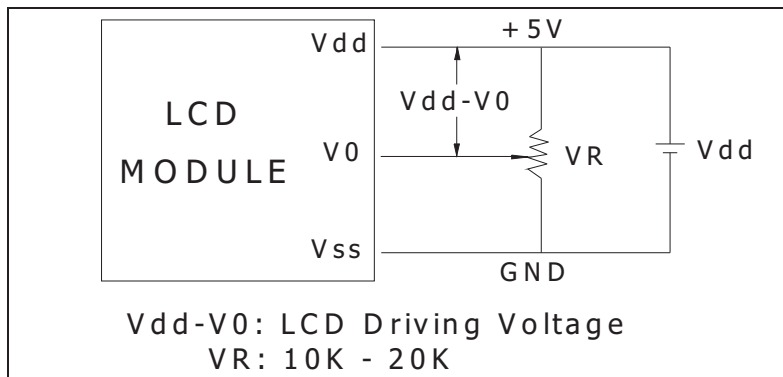 Vdd
+5V
Vdd-V0
LCD
MODULE
V0
VR
Vdd
Vss
GND
Vdd-V0: LCD Driving Voltage
VR: 10K - 20K